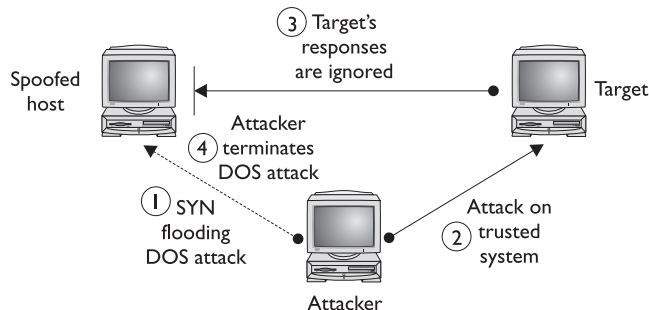 3 Target's
responses
are ignored
Spoofed
host
Target
Attacker
4 terminates
DOS attack
1 SYN
flooding
DOS attack
Attack on
2 trusted
system
Attacker